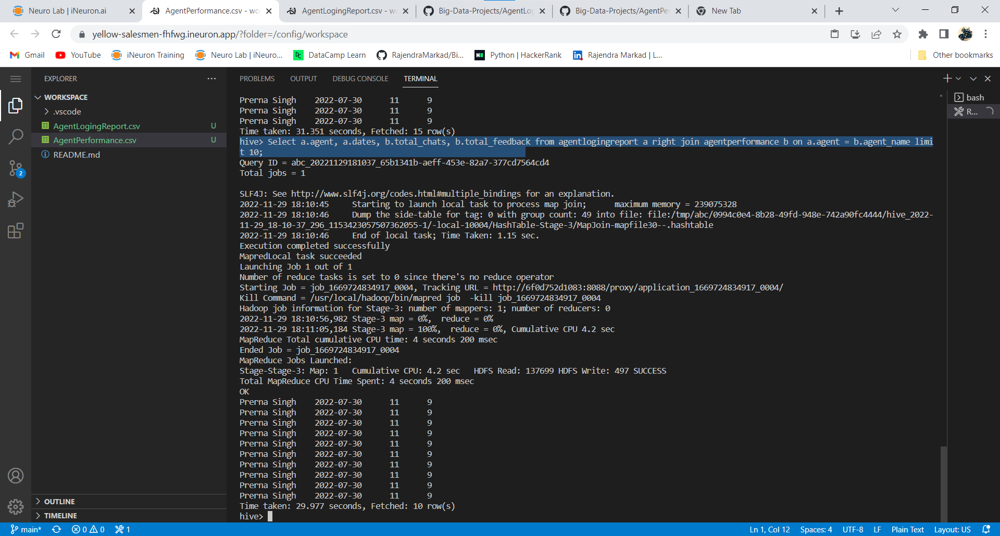 Neuro Lab | iNeuron.ai
AgentPerformance.csv - wo
AgentLogingReport.csv - w
Big-Data-Projects/AgentLo
Big-Data-Projects/AgentPe
New Tab
yellow-salesmen-fhfwg.ineuron.app/?folder=/config/workspace
Gmail
YouTube
iNeuron Training
Neuro Lab | iNeuro...
DataCamp Learn
RajendraMarkad/Bi...
Python | HackerRank
Rajendra Markad | L...
Other bookmarks
EXPLORER
WORKSPACE
.vscode
AgentLogingReport.csv U
AgentPerformance.csv U
README.md
2
OUTLINE
TIMELINE
PROBLEMS OUTPUT DEBUG CONSOLE TERMINAL
Prerna Singh 2022-07-30 11 9
Prerna Singh 2022-07-30 11 9
Prerna Singh 2022-07-30 11 9
Time taken: 31.351 seconds, Fetched: 15 row(s)
hive> Select a.agent, a.dates, b.total_chats, b.total_feedback from agentlogingreport a right join agentperformance b on a.agent = b.agent_name limi
t 10;
Query ID = abc_20221129181037_65b1341b-aeff-453e-82a7-377cd7564cd4
Total jobs = 1
SLF4J: See http://www.slf4j.org/codes.html#multiple_bindings for an explanation.
2022-11-29 18:10:45 Starting to launch local task to process map join; maximum memory = 239075328
2022-11-29 18:10:46 Dump the side-table for tag: 0 with group count: 49 into file: file:/tmp/abc/0994c0e4-8b28-49fd-948e-742a90fc4444/hive_2022-
11-29_18-10-37_296_1153423057507362055-1/-local-10004/HashTable-Stage-3/MapJoin-mapfile30--.hashtable
2022-11-29 18:10:46 End of local task; Time Taken: 1.15 sec.
Execution completed successfully
MapredLocal task succeeded
Launching Job 1 out of 1
Number of reduce tasks is set to 0 since there's no reduce operator
Starting Job = job_1669724834917_0004, Tracking URL = http://6f0d752d1083:8088/proxy/application_1669724834917_0004/
Kill Command = /usr/local/hadoop/bin/mapred job -kill job_1669724834917_0004
Hadoop job information for Stage-3: number of mappers: 1; number of reducers: 0
2022-11-29 18:10:56,982 Stage-3 map = 0%, reduce = 0%
2022-11-29 18:11:05,184 Stage-3 map = 100%, reduce = 0%, Cumulative CPU 4.2 sec
MapReduce Total cumulative CPU time: 4 seconds 200 msec
Ended Job = job_1669724834917_0004
MapReduce Jobs Launched:
Stage-Stage-3: Map: 1 Cumulative CPU: 4.2 sec HDFS Read: 137699 HDFS Write: 497 SUCCESS
Total MapReduce CPU Time Spent: 4 seconds 200 msec
OK
Prerna Singh 2022-07-30 11 9
Prerna Singh 2022-07-30 11 9
Prerna Singh 2022-07-30 11 9
Prerna Singh 2022-07-30 11 9
Prerna Singh 2022-07-30 11 9
Prerna Singh 2022-07-30 11 9
Prerna Singh 2022-07-30 11 9
Prerna Singh 2022-07-30 11 9
Prerna Singh 2022-07-30 11 9
Prerna Singh 2022-07-30 11 9
Time taken: 29.977 seconds, Fetched: 10 row(s)
hive>
bash
R...
main* 0 0 1 Ln 1, Col 12 Spaces: 4 UTF-8 LF Plain Text Layout: US